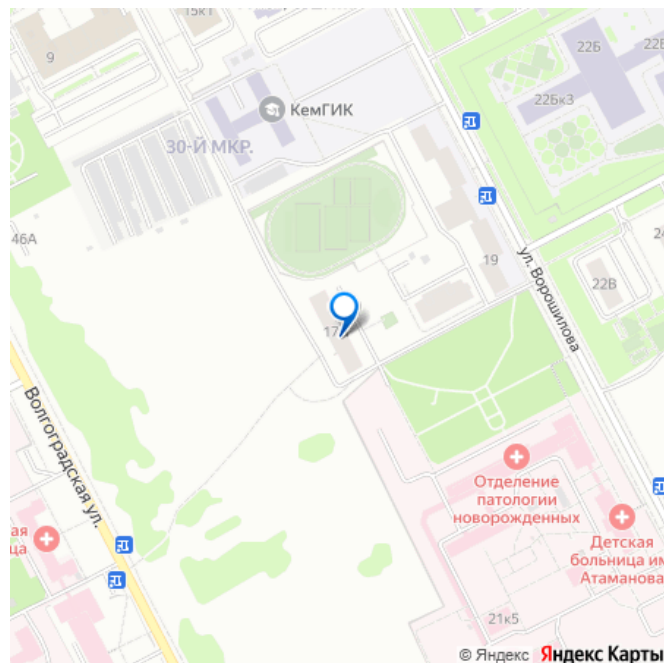 15к1
9
22Б
22Бк3
КемГИК
30-Й МКР.
46А
19
ул. Ворошилова
22В
17
Волгоградская ул.
Отделение
патологии
новорожденных
Детская
больница им
Атаманова
21к5
© Яндекс Яндекс Карты